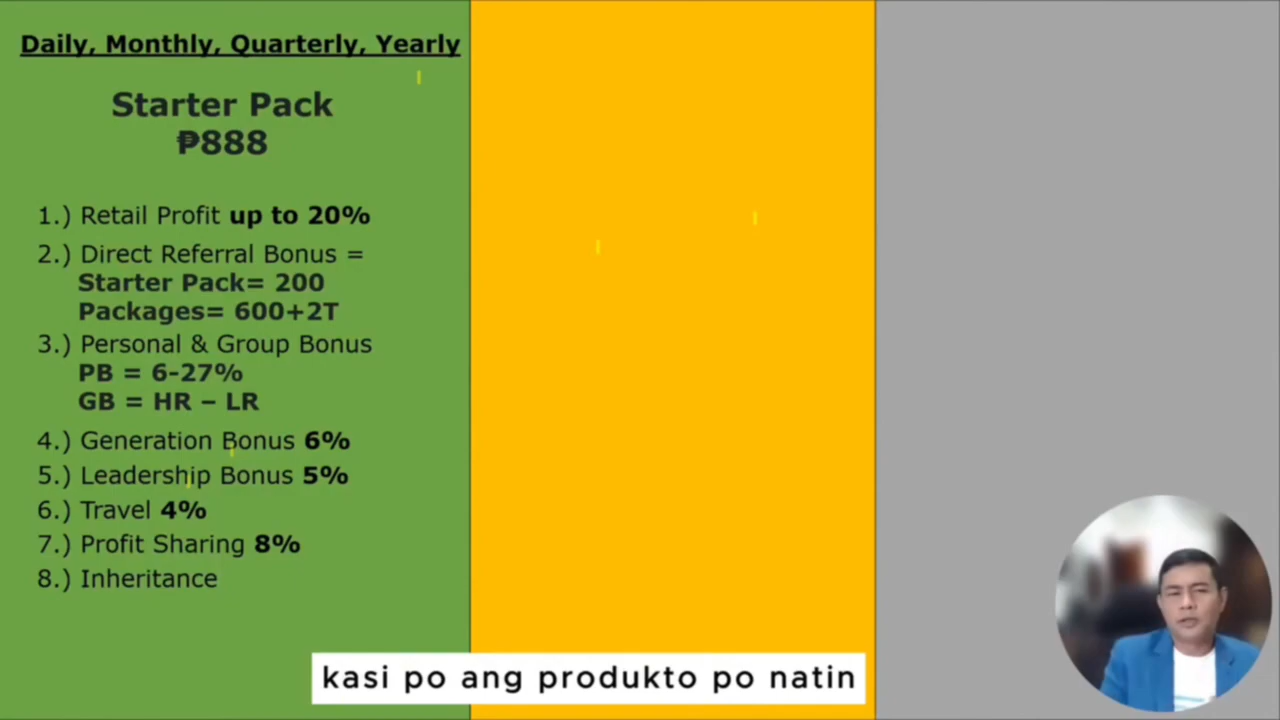 Daily, Monthly, Quarterly, Yearly
Starter Pack
₱888
1.) Retail Profit up to 20%
2.) Direct Referral Bonus =
Starter Pack= 200
Packages= 600+2T
3.) Personal & Group Bonus
PB = 6-27%
GB = HR – LR
4.) Generation Bonus 6%
5.) Leadership Bonus 5%
6.) Travel 4%
7.) Profit Sharing 8%
8.) Inheritance
kasi po ang produkto po natin